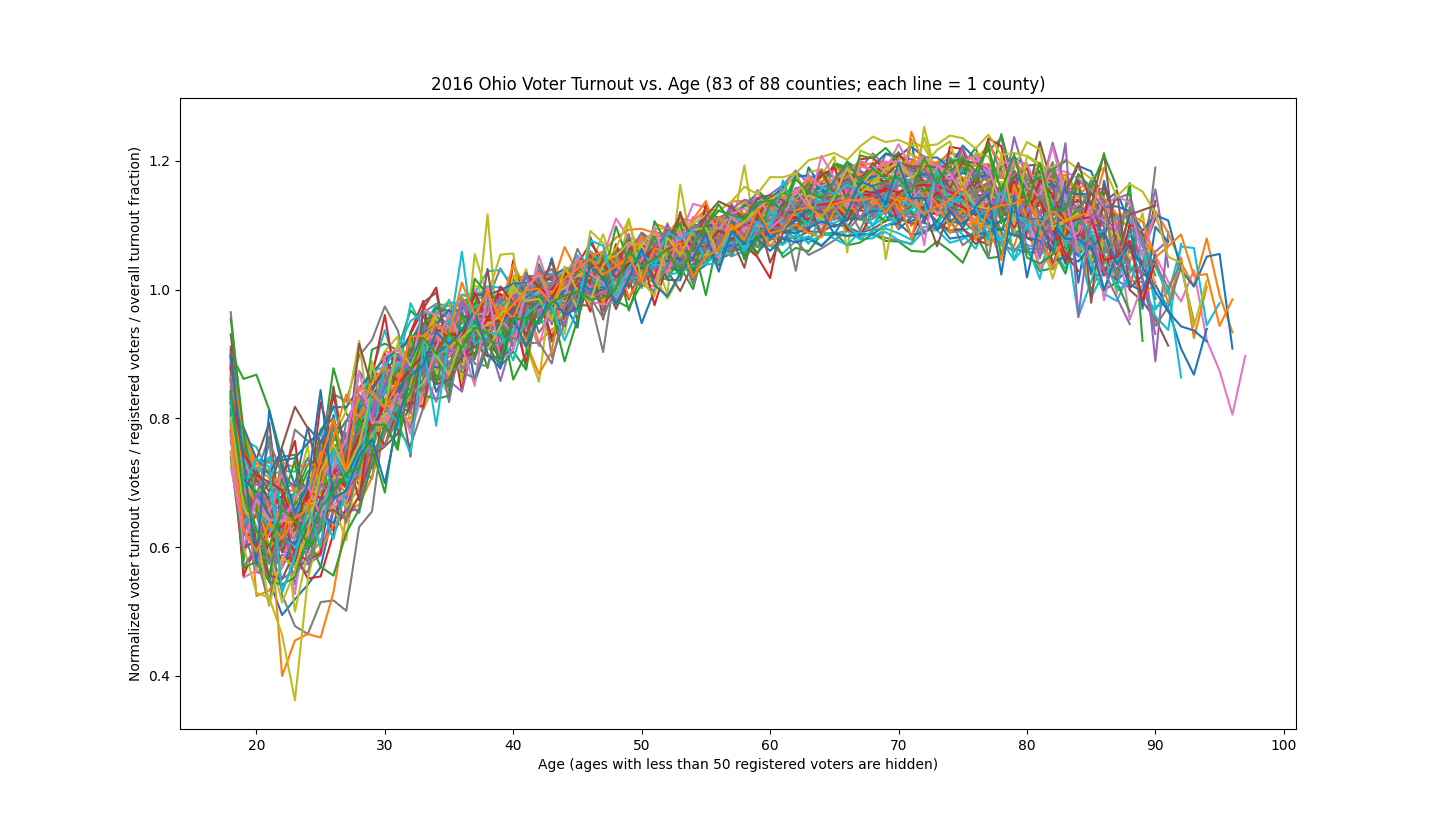 2016 Ohio Voter Turnout vs. Age (83 of 88 counties; each line = 1 county)
Normalized voter turnout (votes / registered voters / overall turnout fraction)
1.2
1.0
0.8
0.6
0.4
20 30 40 50 60 70 80 90 100
Age (ages with less than 50 registered voters are hidden)